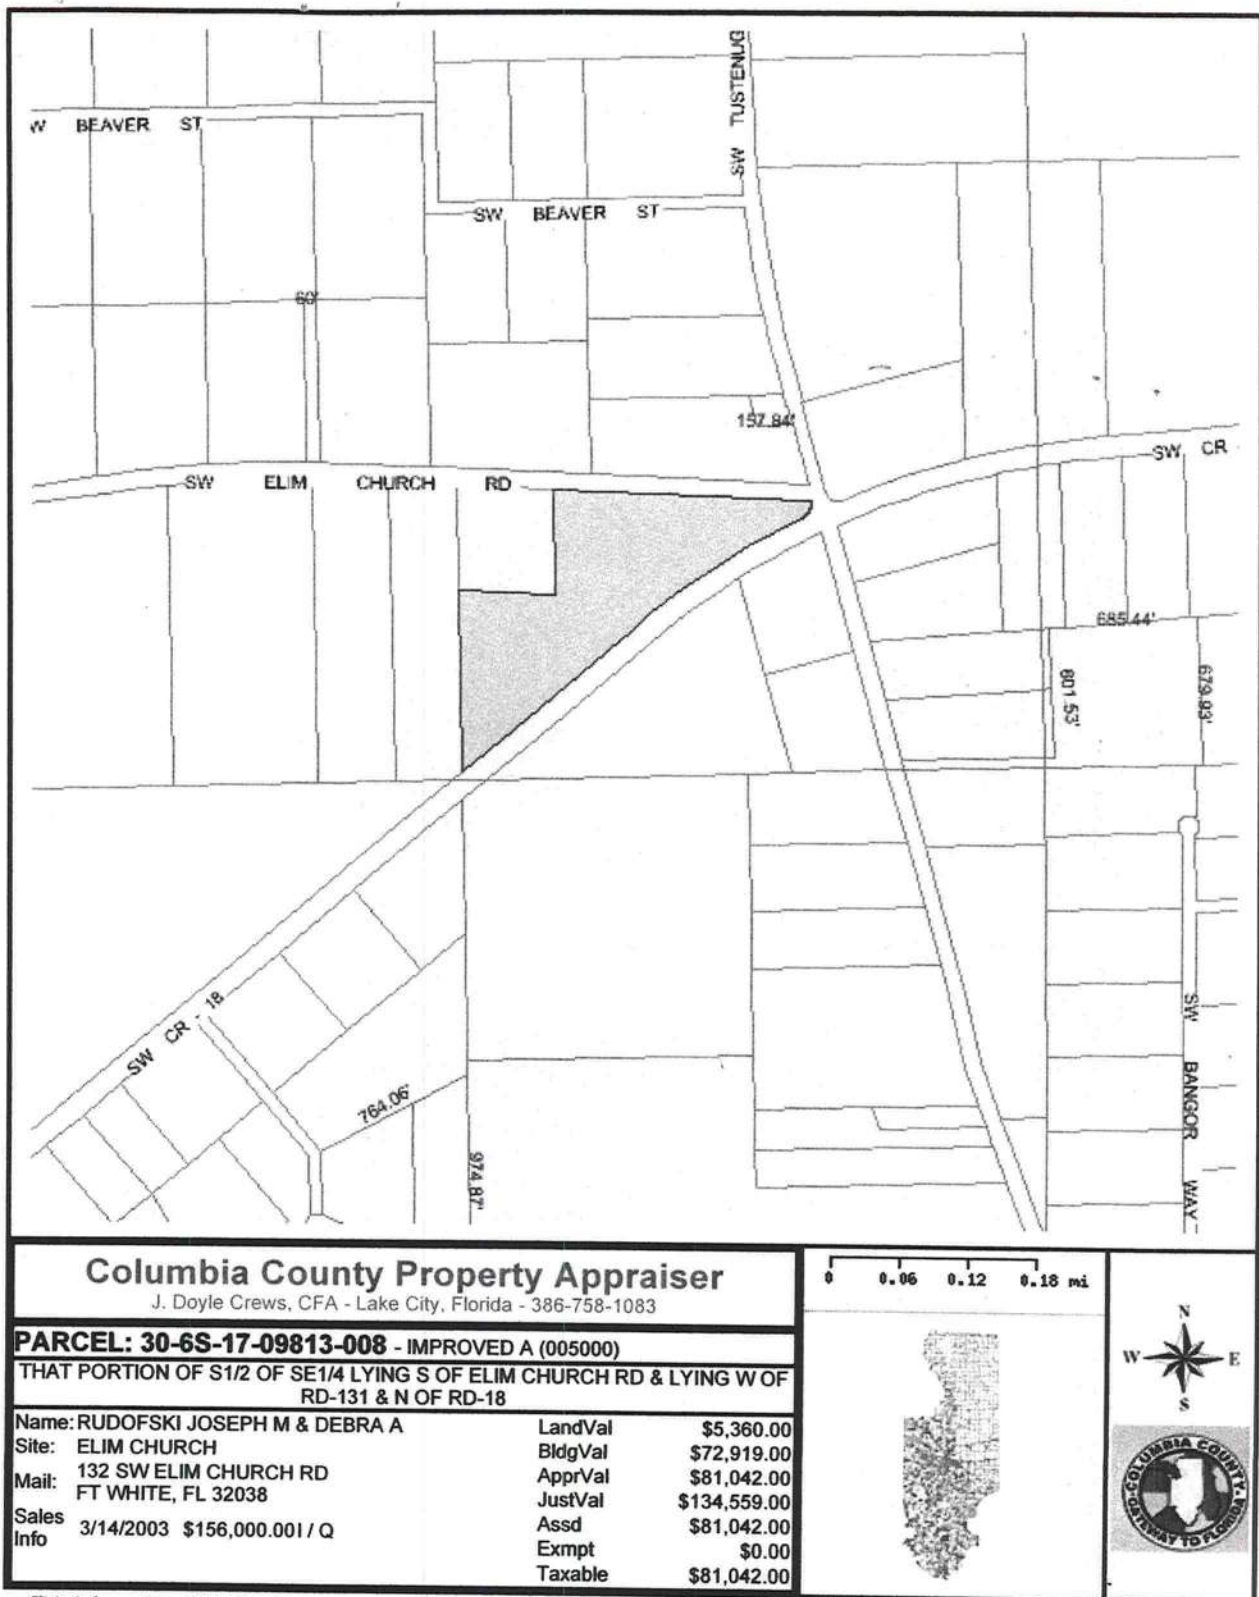 W BEAVER ST
SW TUSTENUG
SW BEAVER ST
60'
157.84'
SW ELIM CHURCH RD
SW CR
685.44'
801.53'
679.93'
SW CR - 18
764.06'
974.87'
SW BANGOR WAY
Columbia County Property Appraiser
J. Doyle Crews, CFA - Lake City, Florida - 386-758-1083
PARCEL: 30-6S-17-09813-008 - IMPROVED A (005000)
THAT PORTION OF S1/2 OF SE1/4 LYING S OF ELIM CHURCH RD & LYING W OF
RD-131 & N OF RD-18
Name: RUDOFSKI JOSEPH M & DEBRA A
Site: ELIM CHURCH
Mail: 132 SW ELIM CHURCH RD
FT WHITE, FL 32038
Sales Info 3/14/2003 $156,000.00I / Q
LandVal $5,360.00
BldgVal $72,919.00
ApprVal $81,042.00
JustVal $134,559.00
Assd $81,042.00
Exmpt $0.00
Taxable $81,042.00
0 0.06 0.12 0.18 mi
N
W E
S
COLUMBIA COUNTY
GATEWAY TO FLORIDA